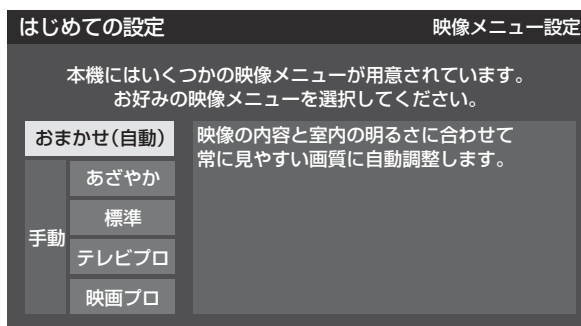 はじめての設定 映像メニュー設定
本機にはいくつかの映像メニューが用意されています。
お好みの映像メニューを選択してください。
おまかせ(自動)
手動
あざやか
標準
テレビプロ
映画プロ
映像の内容と室内の明るさに合わせて
常に見やすい画質に自動調整します。